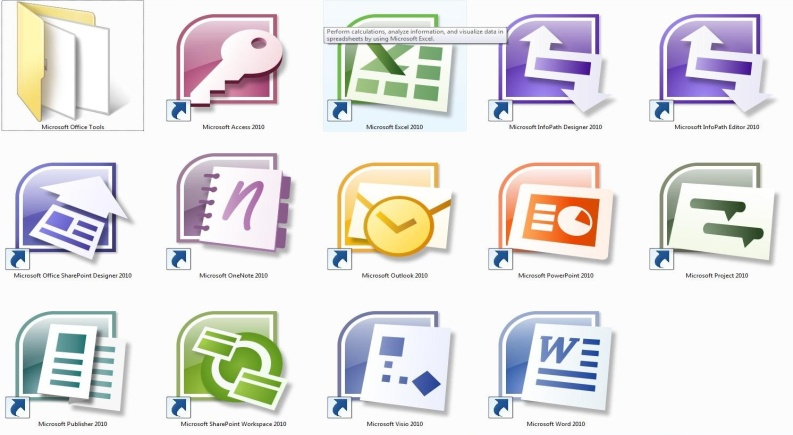 Perform calculations, analyze information, and visualize data in
spreadsheets by using Microsoft Excel.
Microsoft Office Tools
Microsoft Access 2010
Microsoft Excel 2010
Microsoft InfoPath Designer 2010
Microsoft InfoPath Editor 2010
n
Microsoft Office SharePoint Designer 2010
Microsoft OneNote 2010
Microsoft Outlook 2010
Microsoft PowerPoint 2010
Microsoft Project 2010
W
Microsoft Publisher 2010
Microsoft SharePoint Workspace 2010
Microsoft Visio 2010
Microsoft Word 2010